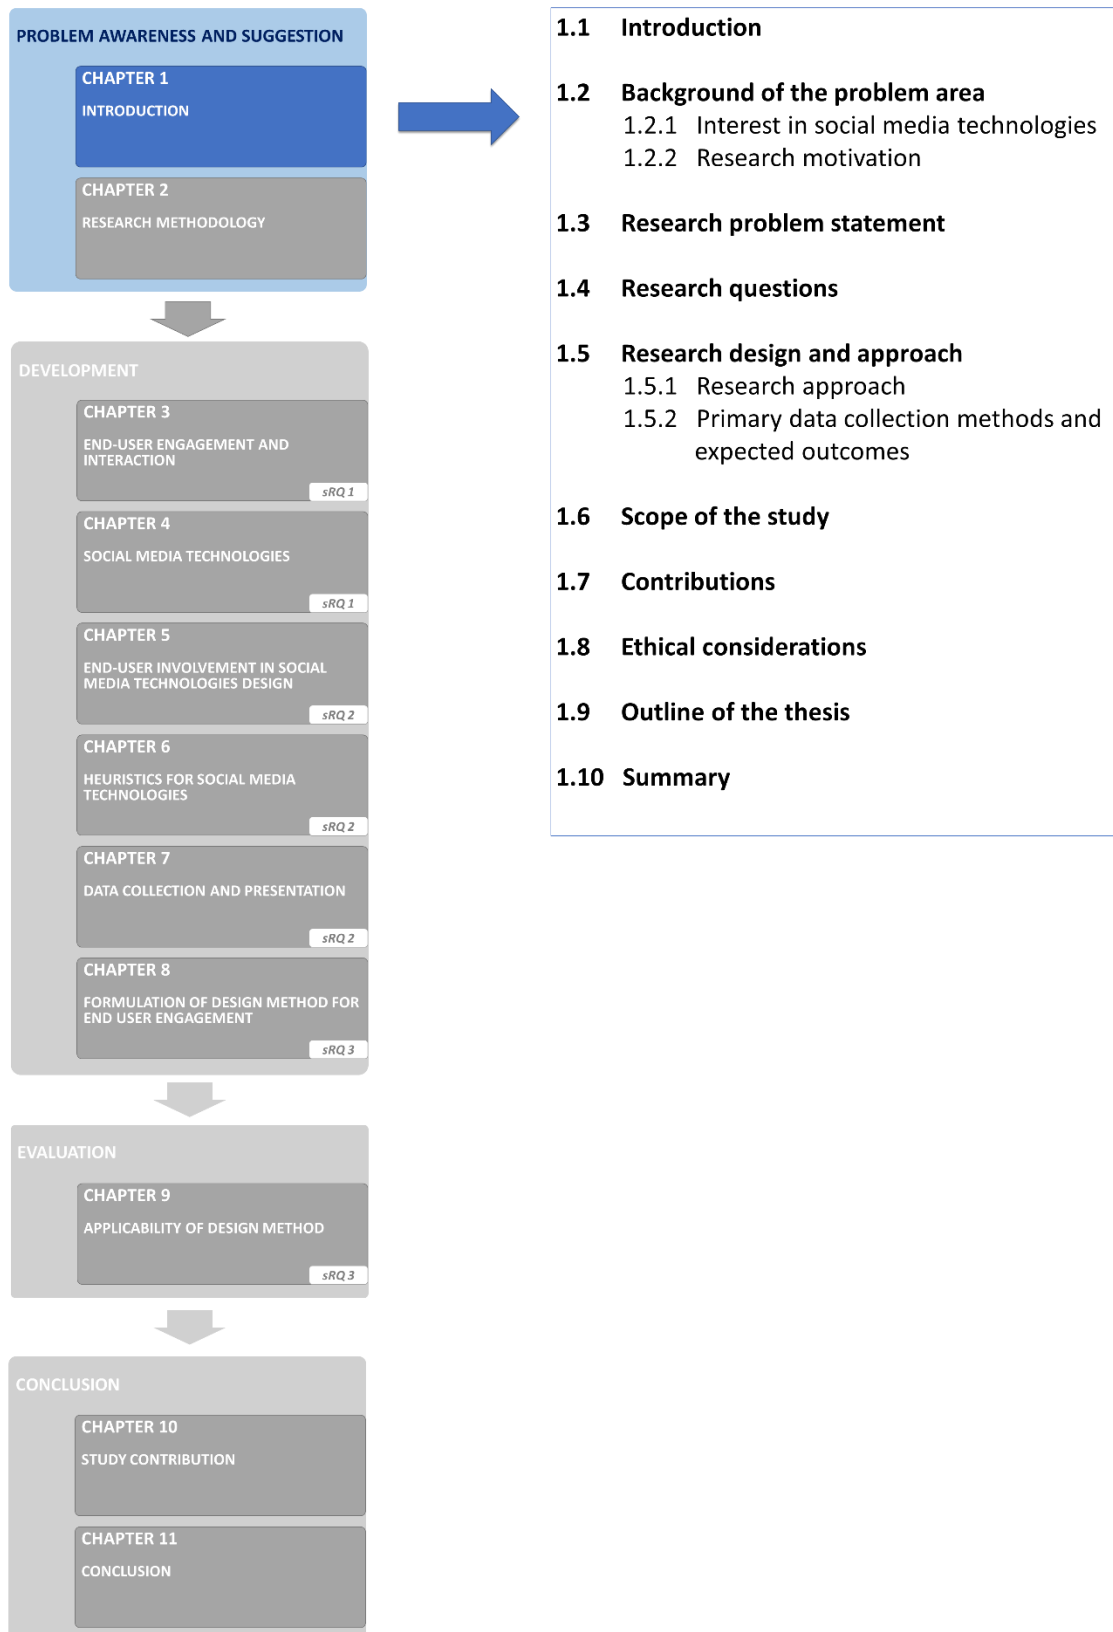 PROBLEM AWARENESS AND SUGGESTION
CHAPTER 1
INTRODUCTION
CHAPTER 2
RESEARCH METHODOLOGY
DEVELOPMENT
CHAPTER 3
END-USER ENGAGEMENT AND
INTERACTION
sRQ 1
CHAPTER 4
SOCIAL MEDIA TECHNOLOGIES
sRQ 1
CHAPTER 5
END-USER INVOLVEMENT IN SOCIAL
MEDIA TECHNOLOGIES DESIGN
sRQ 2
CHAPTER 6
HEURISTICS FOR SOCIAL MEDIA
TECHNOLOGIES
sRQ 2
CHAPTER 7
DATA COLLECTION AND PRESENTATION
sRQ 2
CHAPTER 8
FORMULATION OF DESIGN METHOD FOR
END USER ENGAGEMENT
sRQ 3
EVALUATION
CHAPTER 9
APPLICABILITY OF DESIGN METHOD
sRQ 3
CONCLUSION
CHAPTER 10
STUDY CONTRIBUTION
CHAPTER 11
CONCLUSION
1.1 Introduction
1.2 Background of the problem area
1.2.1 Interest in social media technologies
1.2.2 Research motivation
1.3 Research problem statement
1.4 Research questions
1.5 Research design and approach
1.5.1 Research approach
1.5.2 Primary data collection methods and
expected outcomes
1.6 Scope of the study
1.7 Contributions
1.8 Ethical considerations
1.9 Outline of the thesis
1.10 Summary